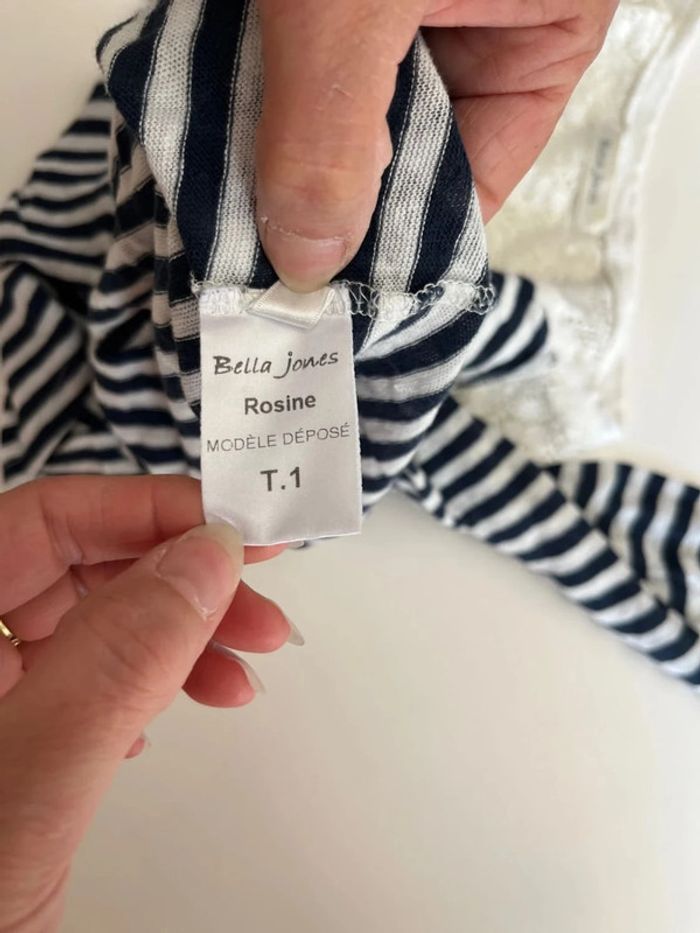 Bella jones
Rosine
MODÈLE DÉPOSÉ
T.1